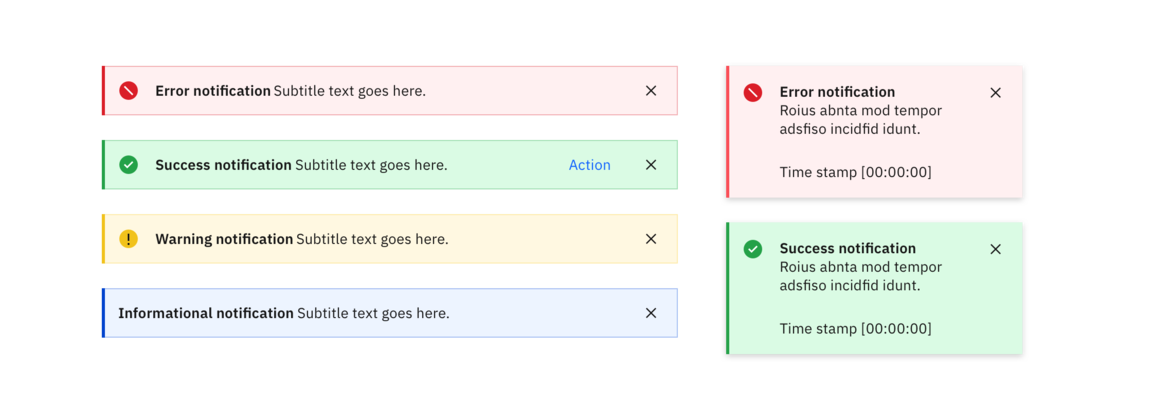 Error notification Subtitle text goes here.
Success notification Subtitle text goes here. Action
Warning notification Subtitle text goes here.
Informational notification Subtitle text goes here.
Error notification
Roius abnta mod tempor
adsfiso incidfid idunt.
Time stamp [00:00:00]
Success notification
Roius abnta mod tempor
adsfiso incidfid idunt.
Time stamp [00:00:00]